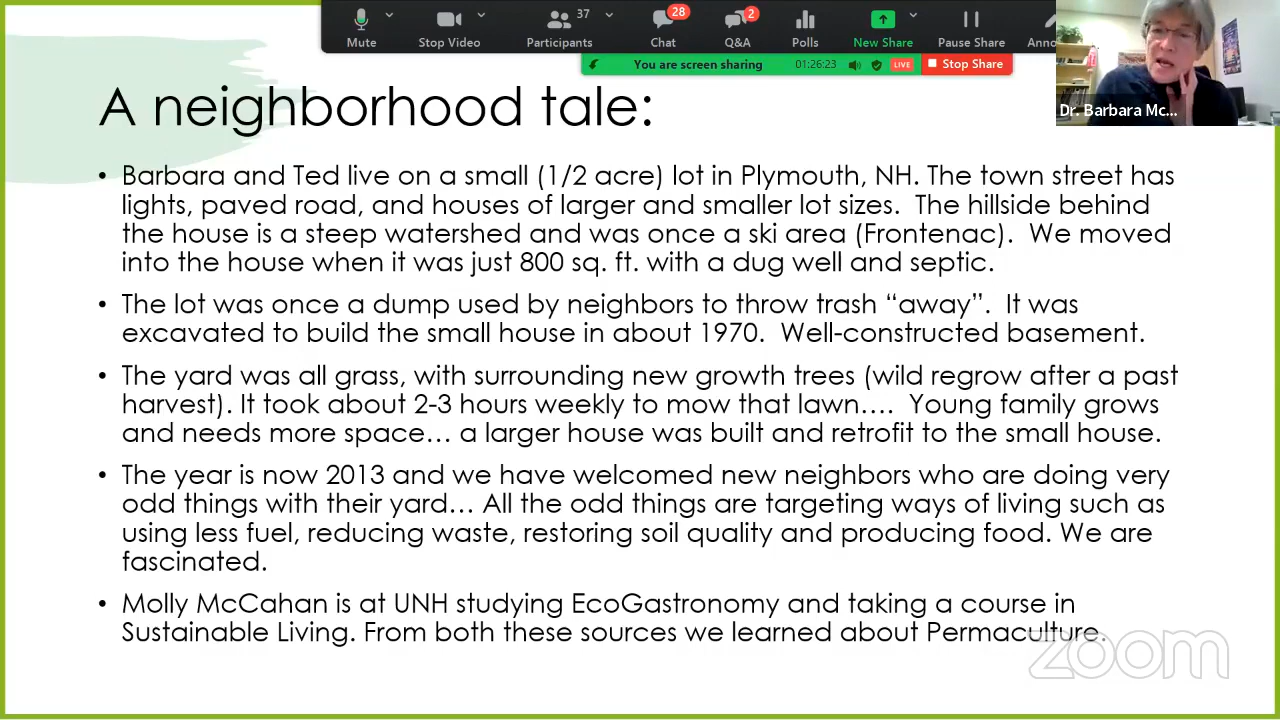 37
28
2
Mute
Stop Video
Participants
Chat
Q&A
Polls
New Share
Pause Share
You are screen sharing
01:26:23
LIVE
Stop Share
Dr. Barbara Mc...
A neighborhood tale:
• Barbara and Ted live on a small (1/2 acre) lot in Plymouth, NH. The town street has
lights, paved road, and houses of larger and smaller lot sizes. The hillside behind
the house is a steep watershed and was once a ski area (Frontenac). We moved
into the house when it was just 800 sq. ft. with a dug well and septic.
• The lot was once a dump used by neighbors to throw trash “away”. It was
excavated to build the small house in about 1970. Well-constructed basement.
• The yard was all grass, with surrounding new growth trees (wild regrow after a past
harvest). It took about 2-3 hours weekly to mow that lawn…. Young family grows
and needs more space… a larger house was built and retrofit to the small house.
• The year is now 2013 and we have welcomed new neighbors who are doing very
odd things with their yard… All the odd things are targeting ways of living such as
using less fuel, reducing waste, restoring soil quality and producing food. We are
fascinated.
• Molly McCahan is at UNH studying EcoGastronomy and taking a course in
Sustainable Living. From both these sources we learned about Permaculture.
zoom